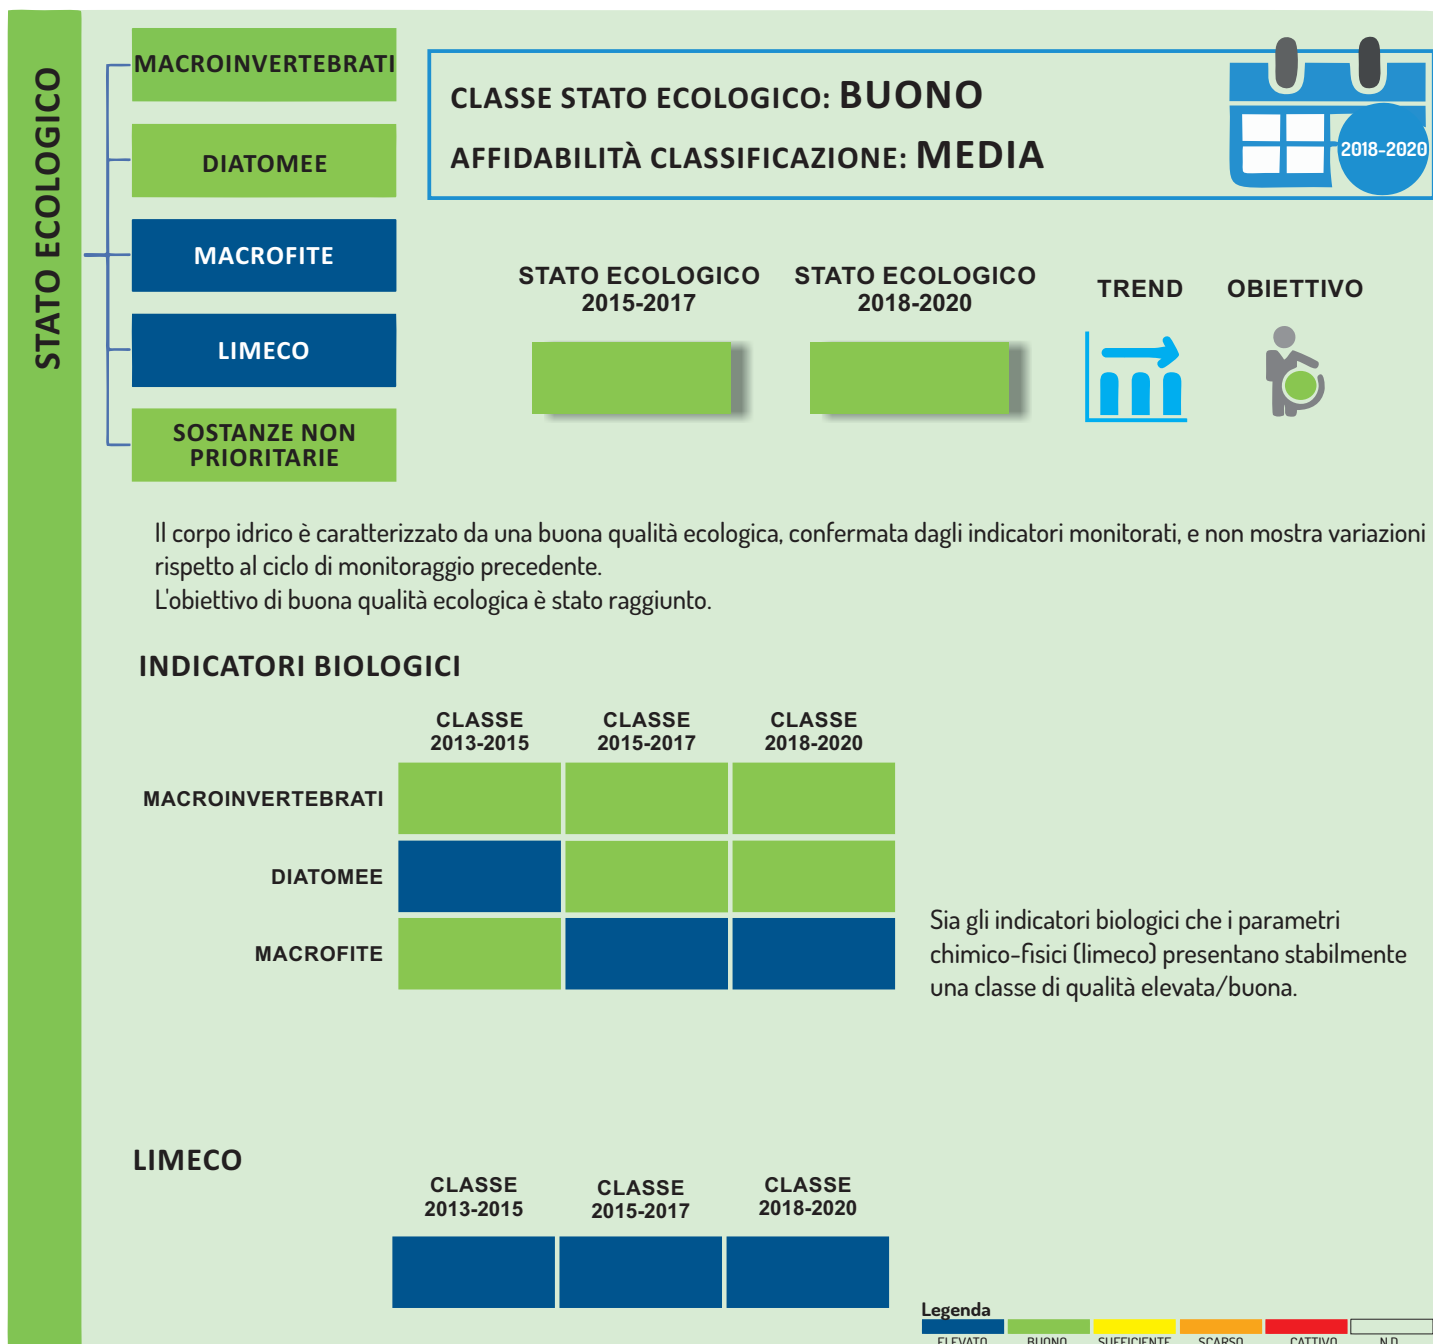 STATO ECOLOGICO
MACROINVERTEBRATI
DIATOMEE
MACROFITE
LIMECO
SOSTANZE NON
PRIORITARIE
CLASSE STATO ECOLOGICO: BUONO
AFFIDABILITÀ CLASSIFICAZIONE: MEDIA
2018-2020
STATO ECOLOGICO
2015-2017
STATO ECOLOGICO
2018-2020
TREND
OBIETTIVO
Il corpo idrico è caratterizzato da una buona qualità ecologica, confermata dagli indicatori monitorati, e non mostra variazioni
rispetto al ciclo di monitoraggio precedente.
L'obiettivo di buona qualità ecologica è stato raggiunto.
INDICATORI BIOLOGICI
CLASSE
2013-2015
CLASSE
2015-2017
CLASSE
2018-2020
MACROINVERTEBRATI
DIATOMEE
MACROFITE
Sia gli indicatori biologici che i parametri
chimico-fisici (limeco) presentano stabilmente
una classe di qualità elevata/buona.
LIMECO
CLASSE
2013-2015
CLASSE
2015-2017
CLASSE
2018-2020
Legenda
ELEVATO BUONO SUFFICIENTE SCARSO CATTIVO N.D.